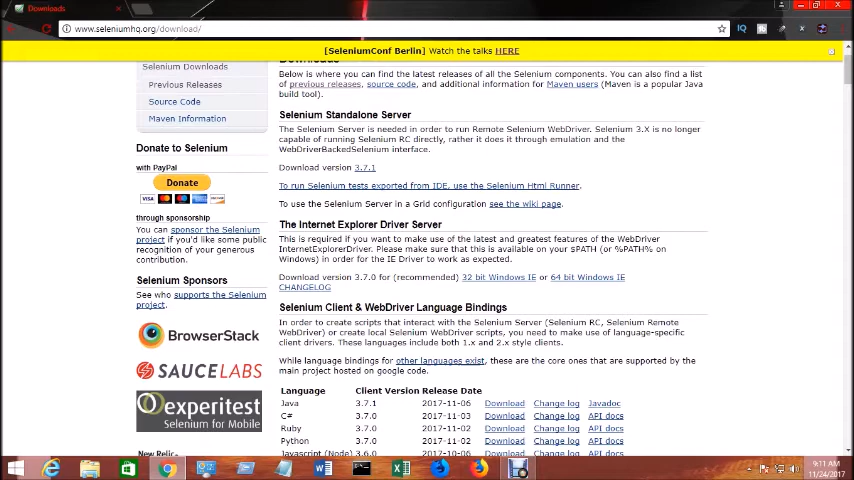 Downloads
www.seleniumhq.org/download/
[SeleniumConf Berlin] Watch the talks HERE
Selenium Downloads
Previous Releases
Source Code
Maven Information
Donate to Selenium
with PayPal
Donate
VISA
through sponsorship
You can sponsor the Selenium
project if you'd like some public
recognition of your generous
contribution.
Selenium Sponsors
See who supports the Selenium
project.
BrowserStack
SAUCELABS
experitest
Selenium for Mobile
New Relic
Downloads
Below is where you can find the latest releases of all the Selenium components. You can also find a list
of previous releases, source code, and additional information for Maven users (Maven is a popular Java
build tool).
Selenium Standalone Server
The Selenium Server is needed in order to run Remote Selenium WebDriver. Selenium 3.X is no longer
capable of running Selenium RC directly, rather it does it through emulation and the
WebDriverBackedSelenium interface.
Download version 3.7.1
To run Selenium tests exported from IDE, use the Selenium Html Runner.
To use the Selenium Server in a Grid configuration see the wiki page.
The Internet Explorer Driver Server
This is required if you want to make use of the latest and greatest features of the WebDriver
InternetExplorerDriver. Please make sure that this is available on your $PATH (or %PATH% on
Windows) in order for the IE Driver to work as expected.
Download version 3.7.0 for (recommended) 32 bit Windows IE or 64 bit Windows IE
CHANGELOG
Selenium Client & WebDriver Language Bindings
In order to create scripts that interact with the Selenium Server (Selenium RC, Selenium Remote
WebDriver) or create local Selenium WebDriver scripts, you need to make use of language-specific
client drivers. These languages include both 1.x and 2.x style clients.
While language bindings for other languages exist, these are the core ones that are supported by the
main project hosted on google code.
Language Client Version Release Date
Java 3.7.1 2017-11-06 Download Change log Javadoc
C# 3.7.0 2017-11-03 Download Change log API docs
Ruby 3.7.0 2017-11-02 Download Change log API docs
Python 3.7.0 2017-11-02 Download Change log API docs
Javascript (Node) 3.6.0 2017-10-06 Download Change log API docs
9:11 AM
11/24/2017